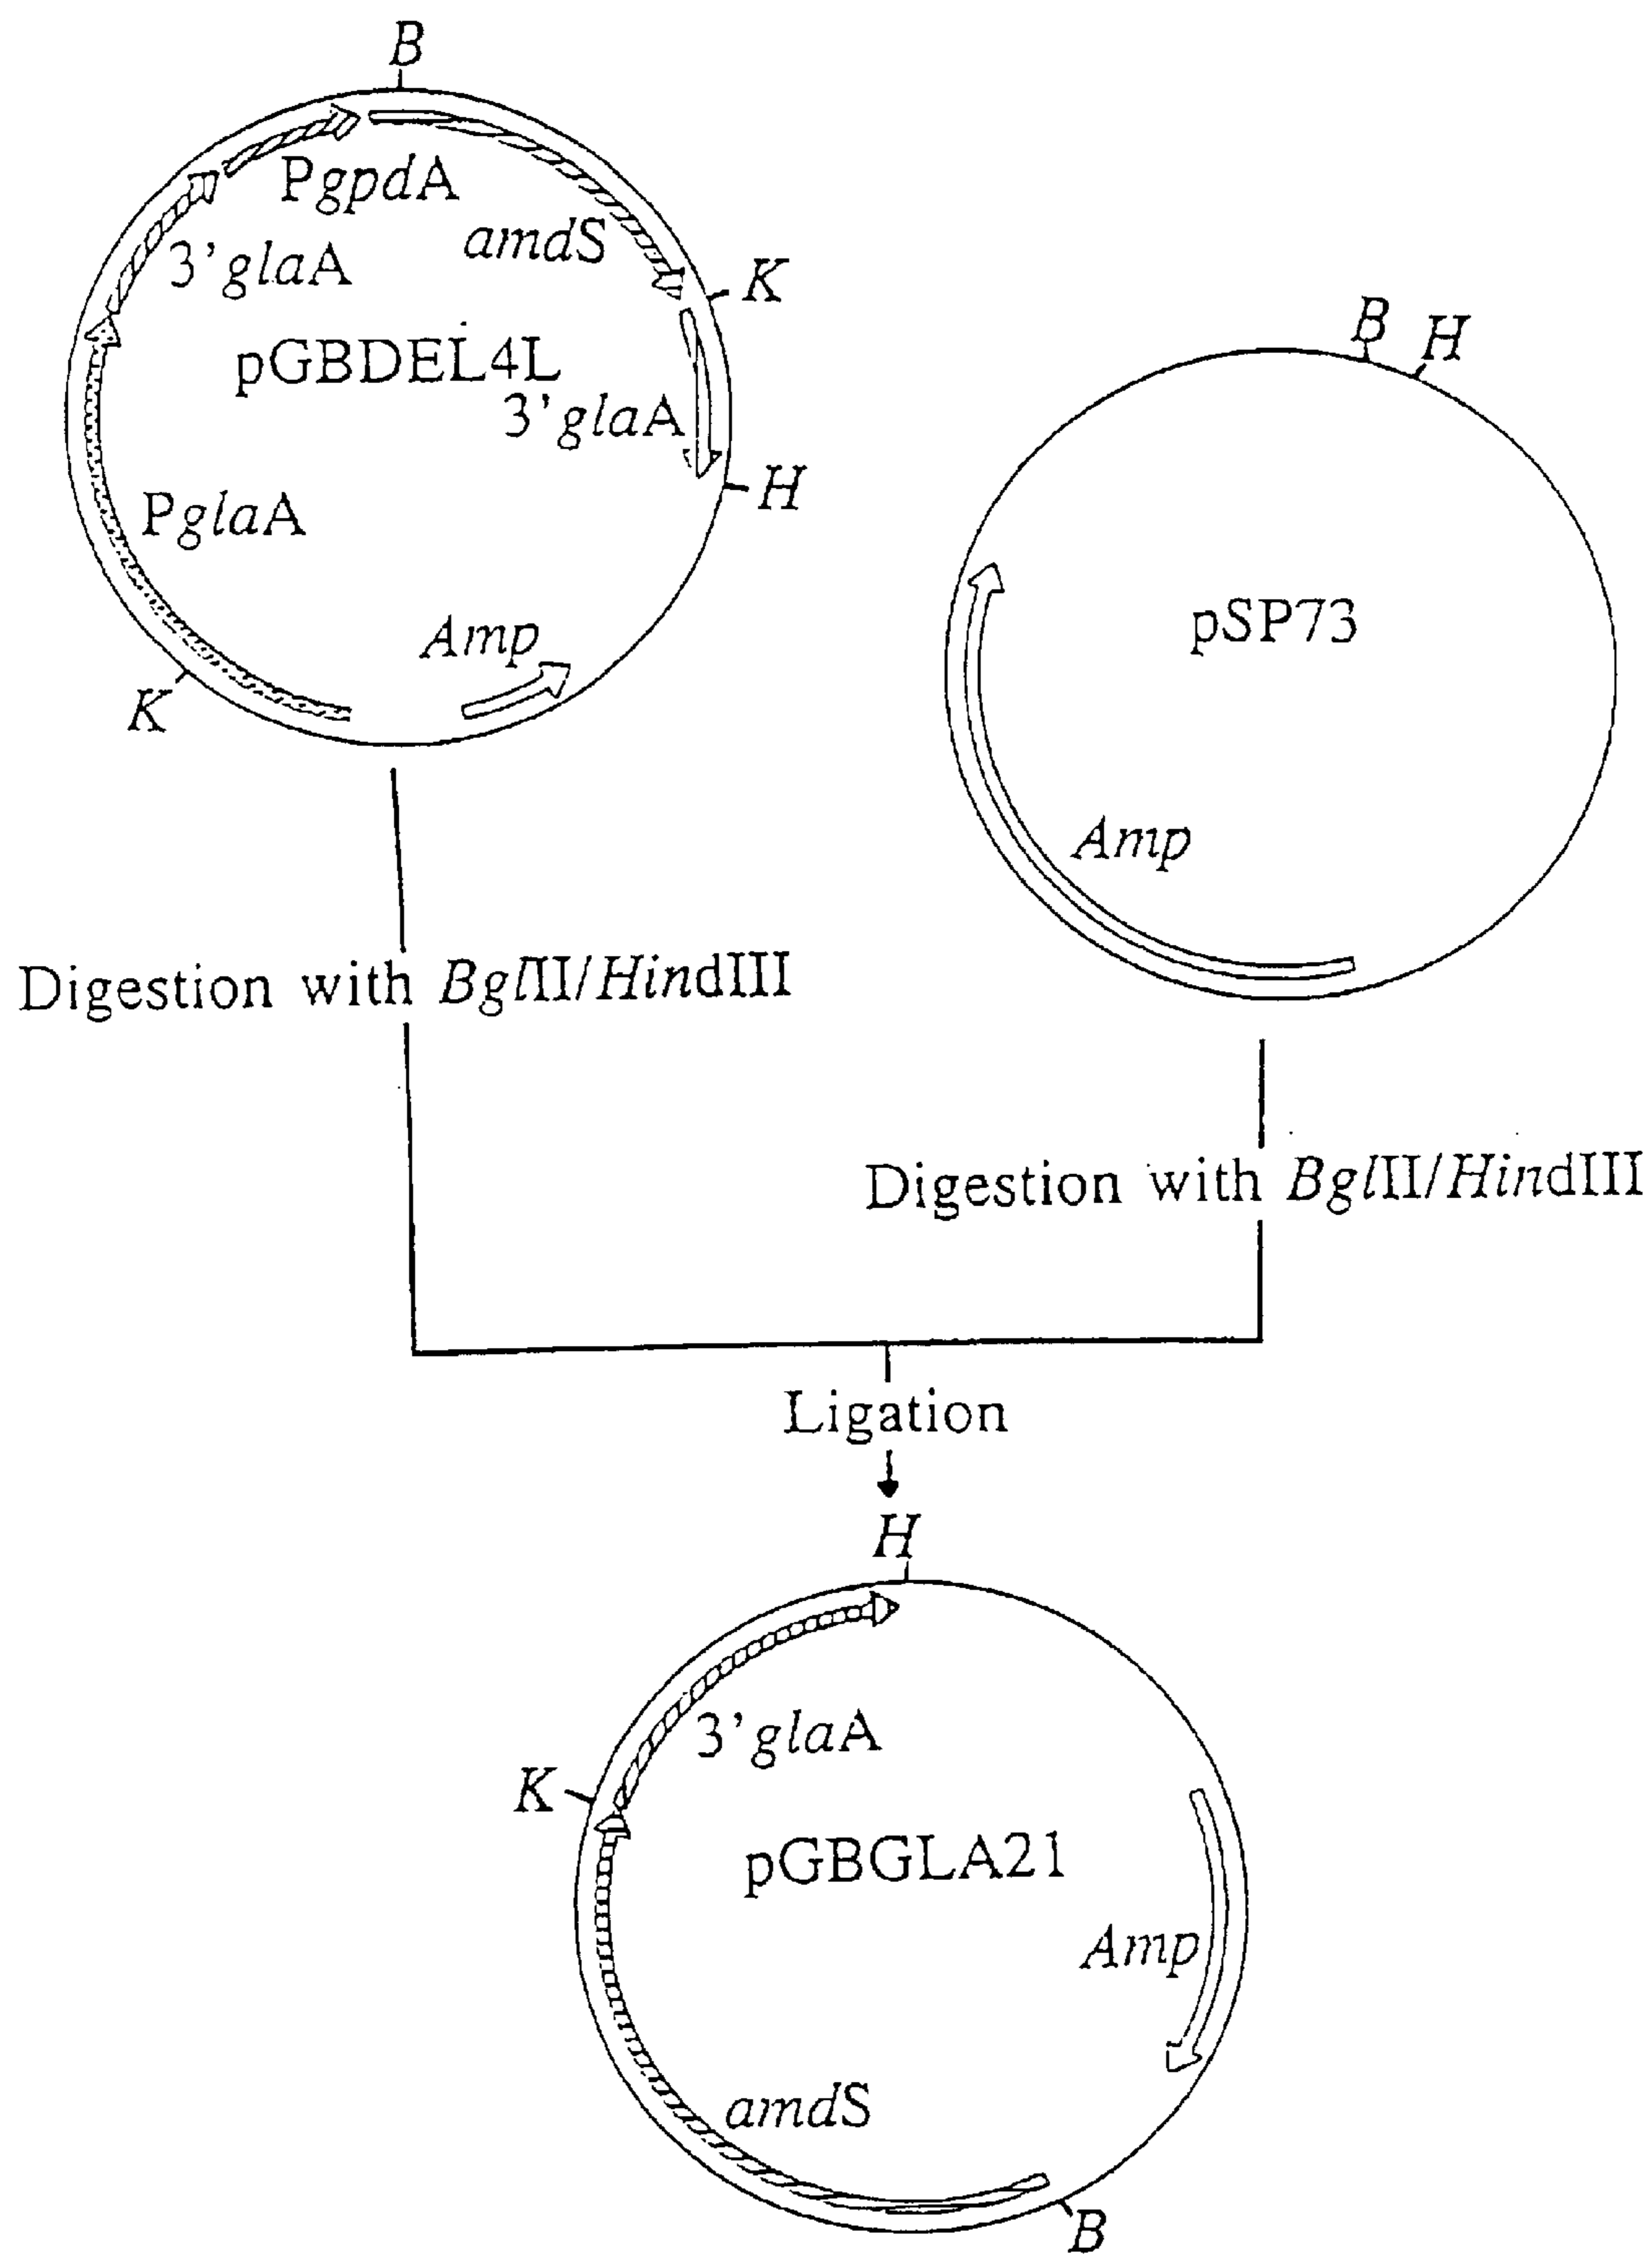 B
PgpdA
amdS
3'glaA
K
pGBDEL4L
3'glaA
H
PglaA
Amp
K
B
H
pSP73
Amp
Digestion with BglII/HindIII
Digestion with BglII/HindIII
Ligation
H
3'glaA
K
pGBGLA21
Amp
amdS
B